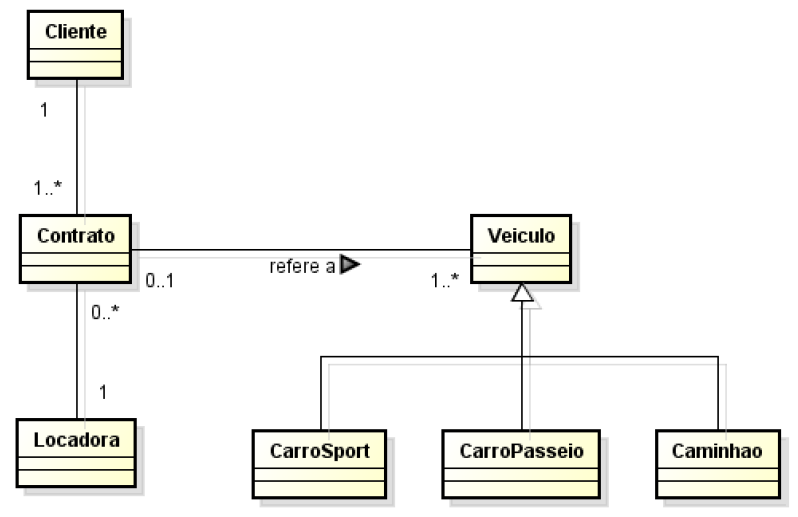 Cliente
1
1..*
Contrato
Veiculo
0..1
refere a
1..*
0..*
1
Locadora
CarroSport
CarroPasseio
Caminhao